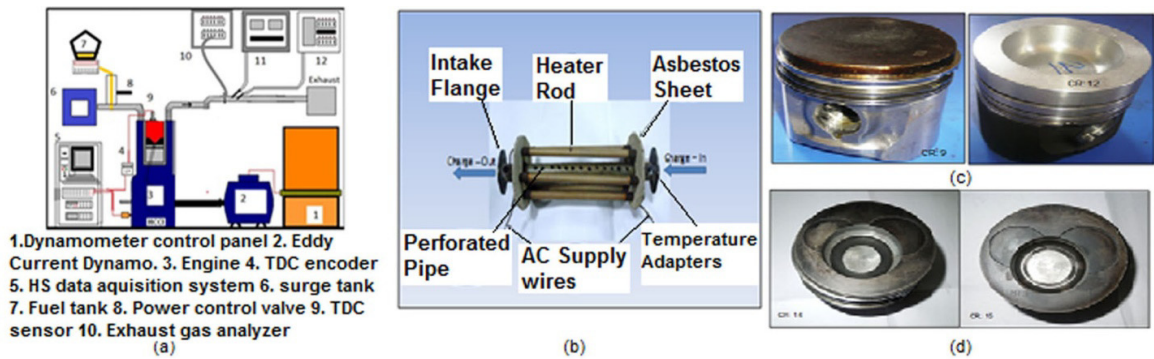 7
10
11
12
Exhaust
8
6
9
5
4
3
2
1
1.Dynamometer control panel 2. Eddy
Current Dynamo. 3. Engine 4. TDC encoder
5. HS data aquisition system 6. surge tank
7. Fuel tank 8. Power control valve 9. TDC
sensor 10. Exhaust gas analyzer
(a)
Intake
Flange
Heater
Rod
Asbestos
Sheet
Charge – Out
Charge – In
Perforated
Pipe
AC Supply
wires
Temperature
Adapters
(b)
CR: 9
CR: 12
(c)
CR: 15
(d)